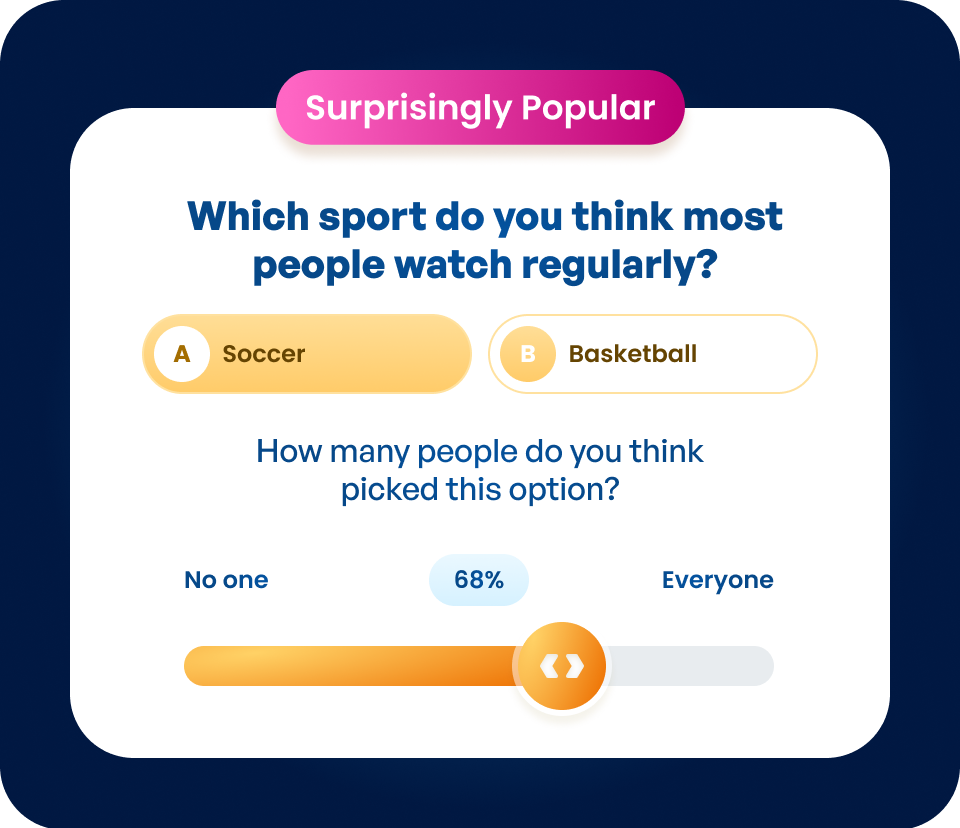 Surprisingly Popular
Which sport do you think most
people watch regularly?
A Soccer
B Basketball
How many people do you think
picked this option?
No one 68% Everyone